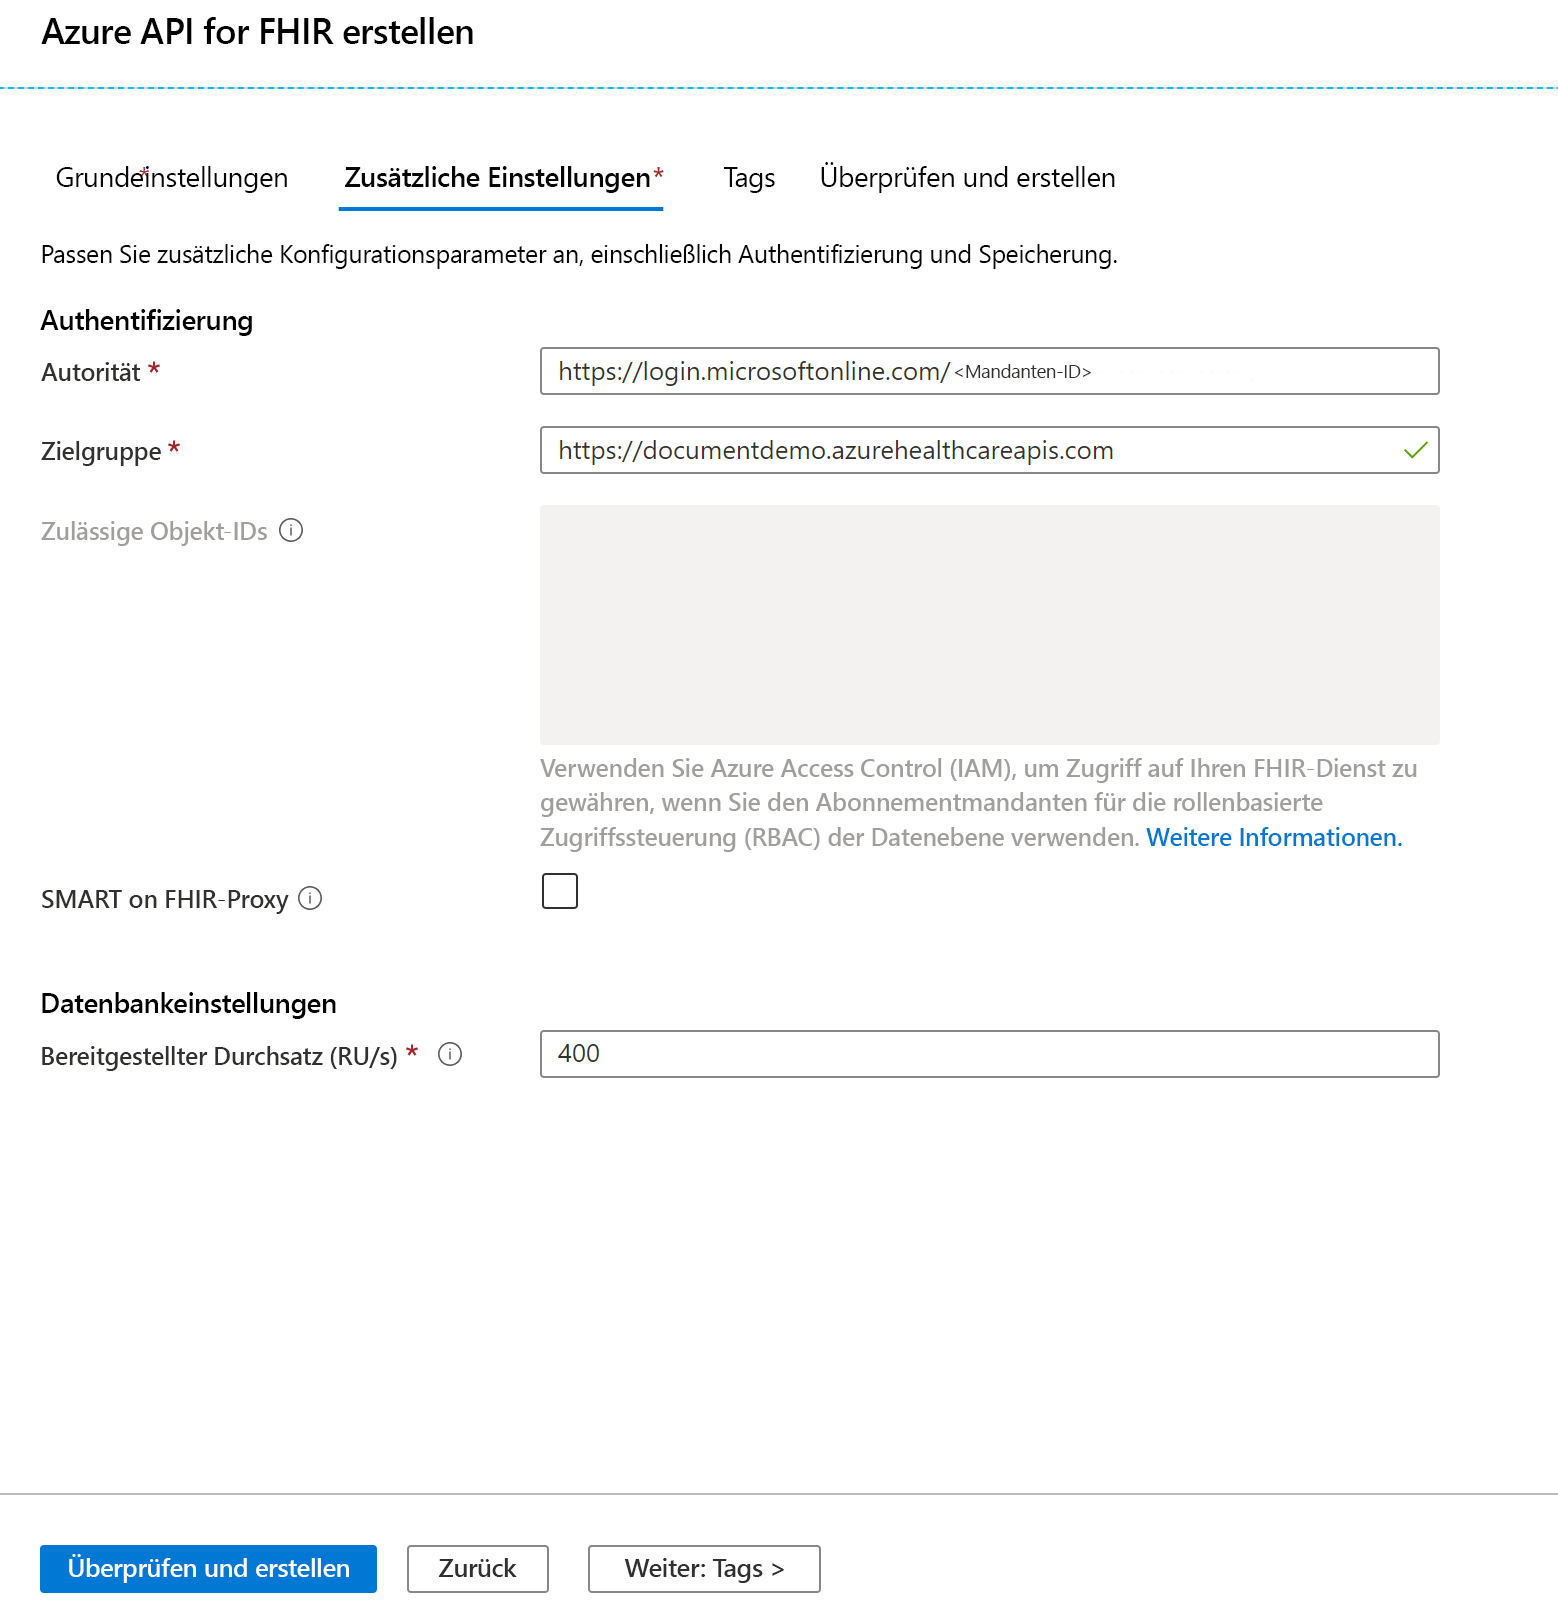 Azure API for FHIR erstellen
Grundeinstellungen * Zusätzliche Einstellungen * Tags Überprüfen und erstellen
Passen Sie zusätzliche Konfigurationsparameter an, einschließlich Authentifizierung und Speicherung.
Authentifizierung
Autorität * https://login.microsoftonline.com/<Mandanten-ID>
Zielgruppe * https://documentdemo.azurehealthcareapis.com
Zulässige Objekt-IDs
Verwenden Sie Azure Access Control (IAM), um Zugriff auf Ihren FHIR-Dienst zu
gewähren, wenn Sie den Abonnementmandanten für die rollenbasierte
Zugriffssteuerung (RBAC) der Datenebene verwenden. Weitere Informationen.
SMART on FHIR-Proxy
Datenbankeinstellungen
Bereitgestellter Durchsatz (RU/s) * 400
Überprüfen und erstellen Zurück Weiter: Tags >